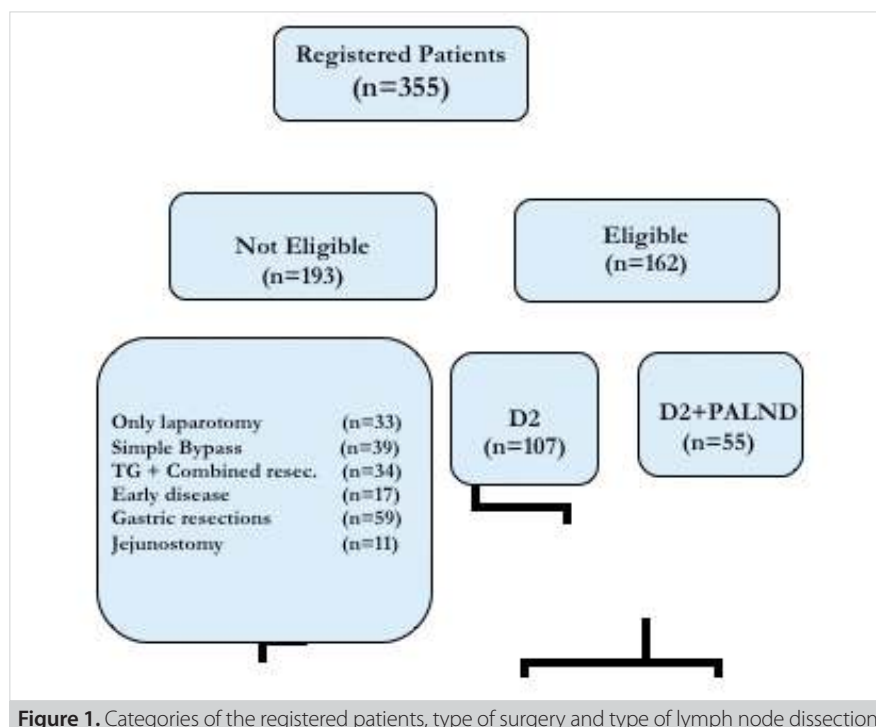 Registered Patients
(n=355)
Not Eligible
(n=193)
Eligible
(n=162)
Only laparotomy (n=33)
Simple Bypass (n=39)
TG + Combined resec. (n=34)
Early disease (n=17)
Gastric resections (n=59)
Jejunostomy (n=11)
D2
(n=107)
D2+PALND
(n=55)
Figure 1. Categories of the registered patients, type of surgery and type of lymph node dissection